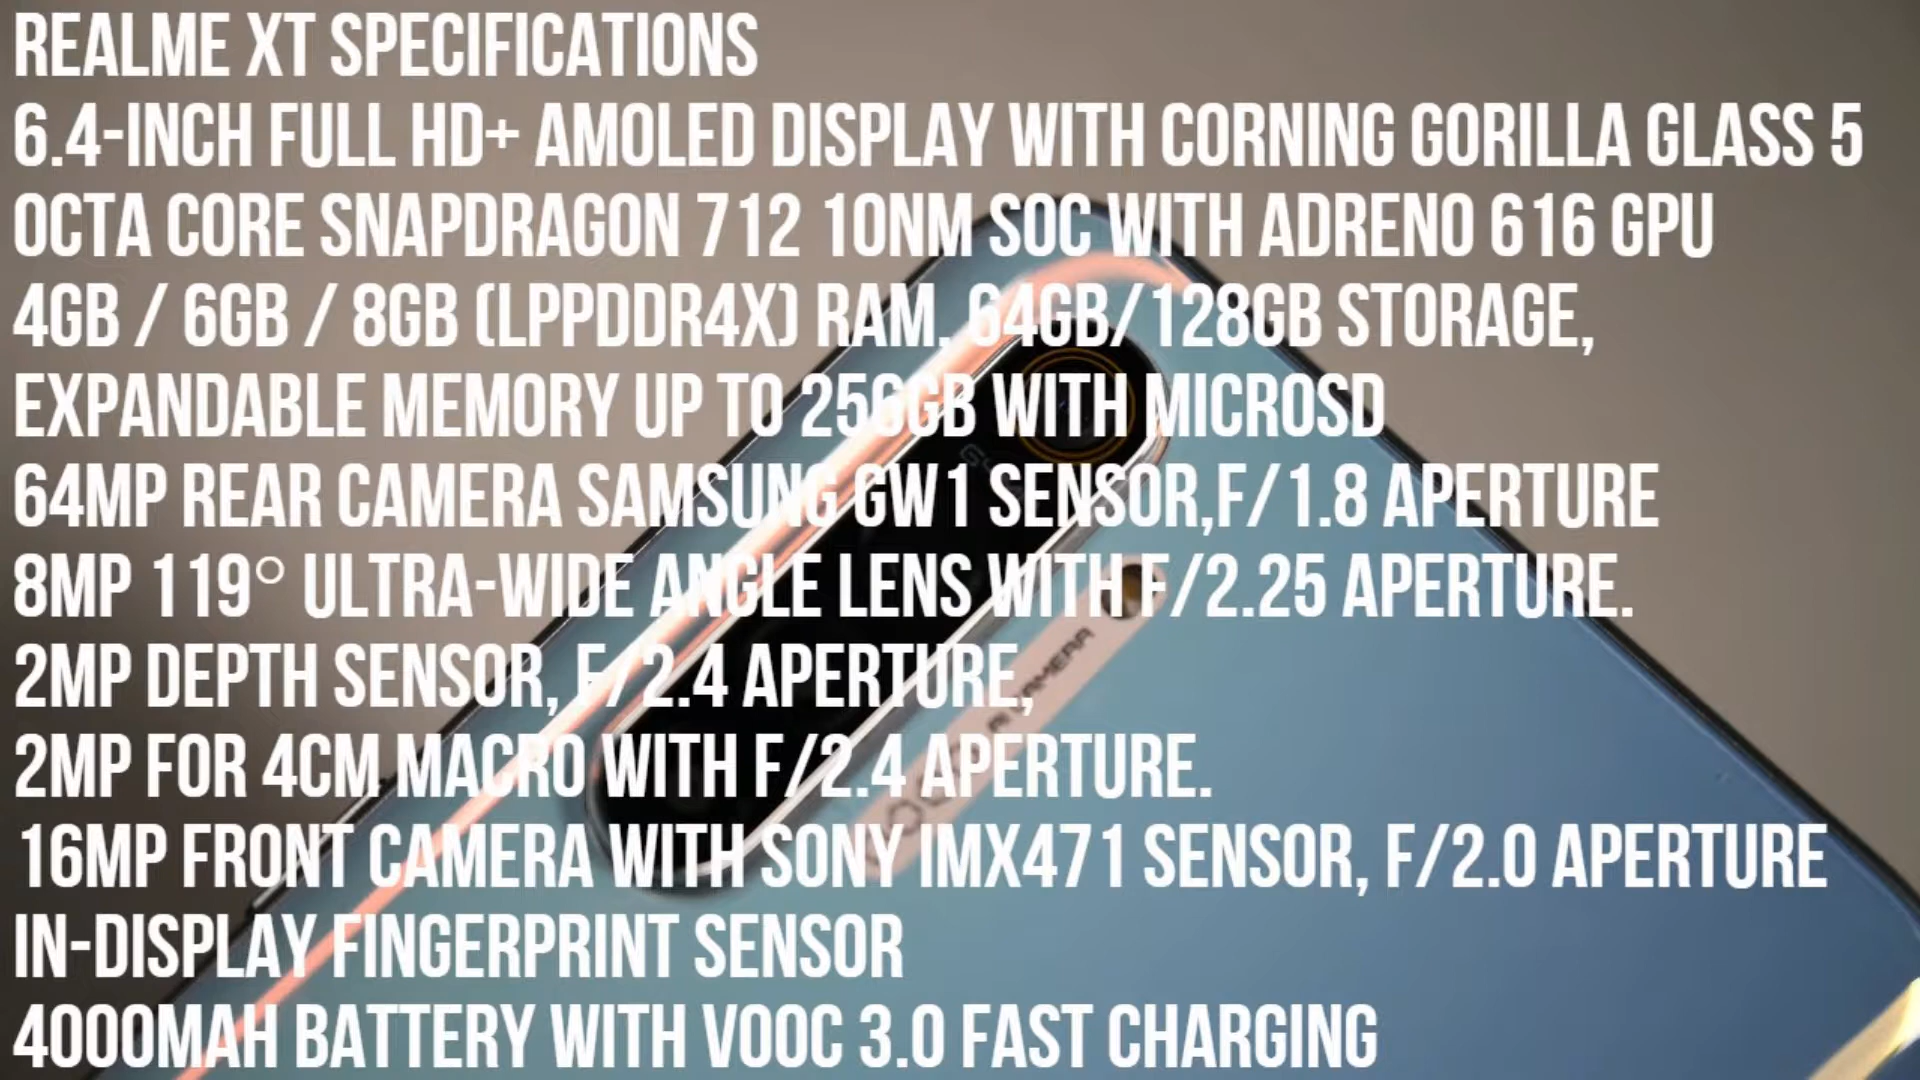 REALME XT SPECIFICATIONS
6.4-INCH FULL HD+ AMOLED DISPLAY WITH CORNING GORILLA GLASS 5
OCTA CORE SNAPDRAGON 712 10NM SOC WITH ADRENO 616 GPU
4GB / 6GB / 8GB (LPPDDR4X) RAM. 64GB/128GB STORAGE,
EXPANDABLE MEMORY UP TO 256GB WITH MICROSD
64MP REAR CAMERA SAMSUNG GW1 SENSOR,F/1.8 APERTURE
8MP 119° ULTRA-WIDE ANGLE LENS WITH F/2.25 APERTURE.
2MP DEPTH SENSOR, F/2.4 APERTURE,
2MP FOR 4CM MACRO WITH F/2.4 APERTURE.
16MP FRONT CAMERA WITH SONY IMX471 SENSOR, F/2.0 APERTURE
IN-DISPLAY FINGERPRINT SENSOR
4000MAH BATTERY WITH VOOC 3.0 FAST CHARGING